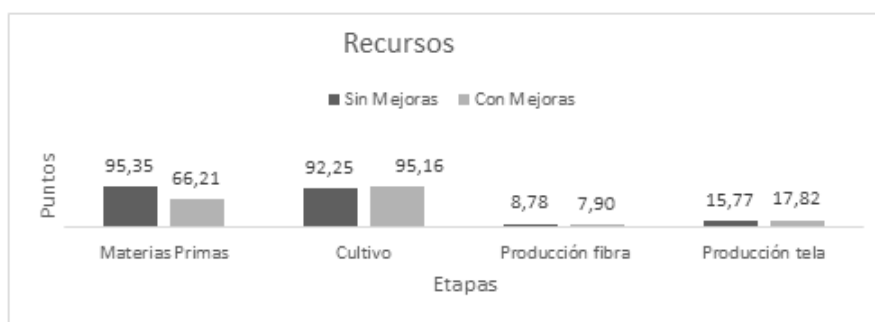 Recursos
Sin Mejoras Con Mejoras
Puntos
95,35 66,21 92,25 95,16 8,78 7,90 15,77 17,82
Materias Primas Cultivo Producción fibra Producción tela
Etapas